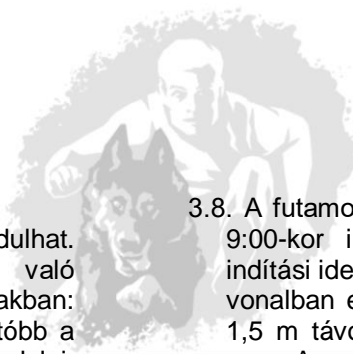 dulhat.
való
akban:
tóbb a
3.8. A futamo
9:00-kor i
indítási ide
vonalban e
1,5 m távo